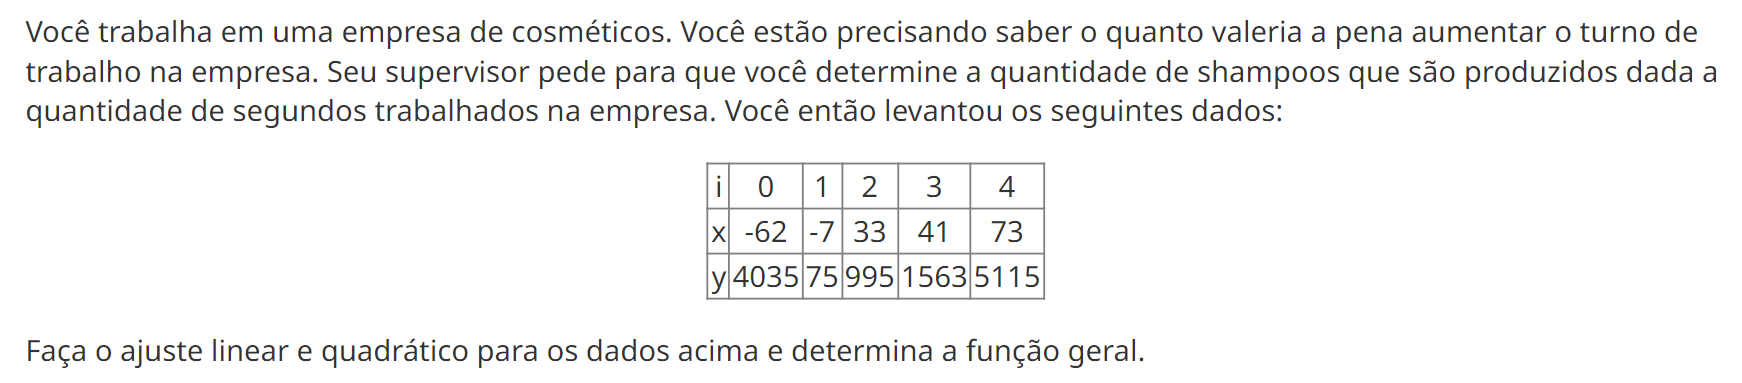 Você trabalha em uma empresa de cosméticos. Você estão precisando saber o quanto valeria a pena aumentar o turno de
trabalho na empresa. Seu supervisor pede para que você determine a quantidade de shampoos que são produzidos dada a
quantidade de segundos trabalhados na empresa. Você então levantou os seguintes dados:
i 0 1 2 3 4
x -62 -7 33 41 73
y 4035 75 995 1563 5115
Faça o ajuste linear e quadrático para os dados acima e determina a função geral.